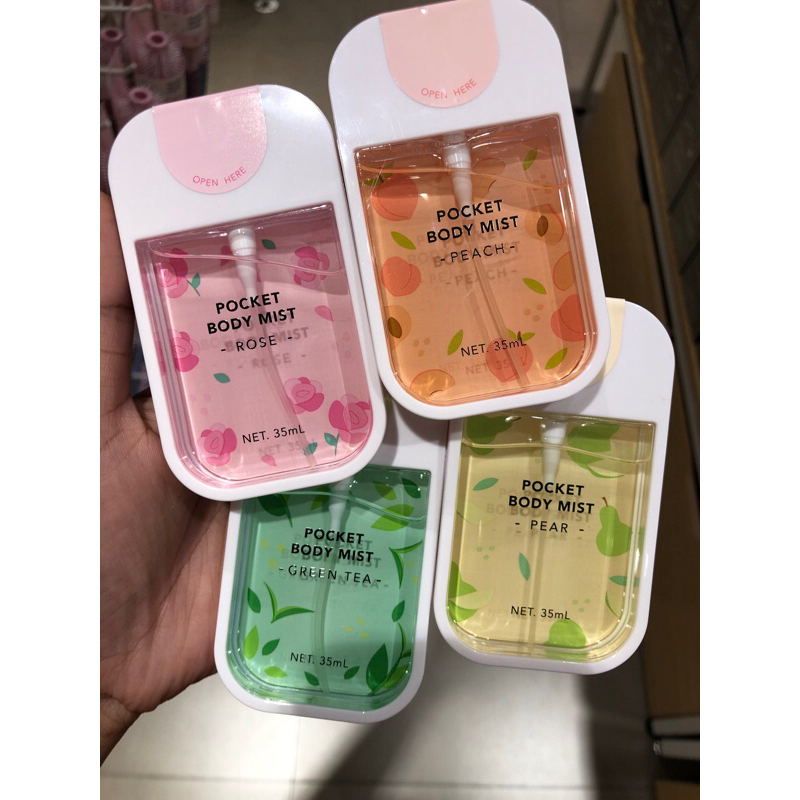 OPEN HERE
POCKET
BODY MIST
- ROSE -
NET. 35mL
OPEN HERE
POCKET
BODY MIST
- PEACH -
NET. 35mL
POCKET
BODY MIST
- GREEN TEA -
NET. 35mL
POCKET
BODY MIST
- PEAR -
NET. 35mL